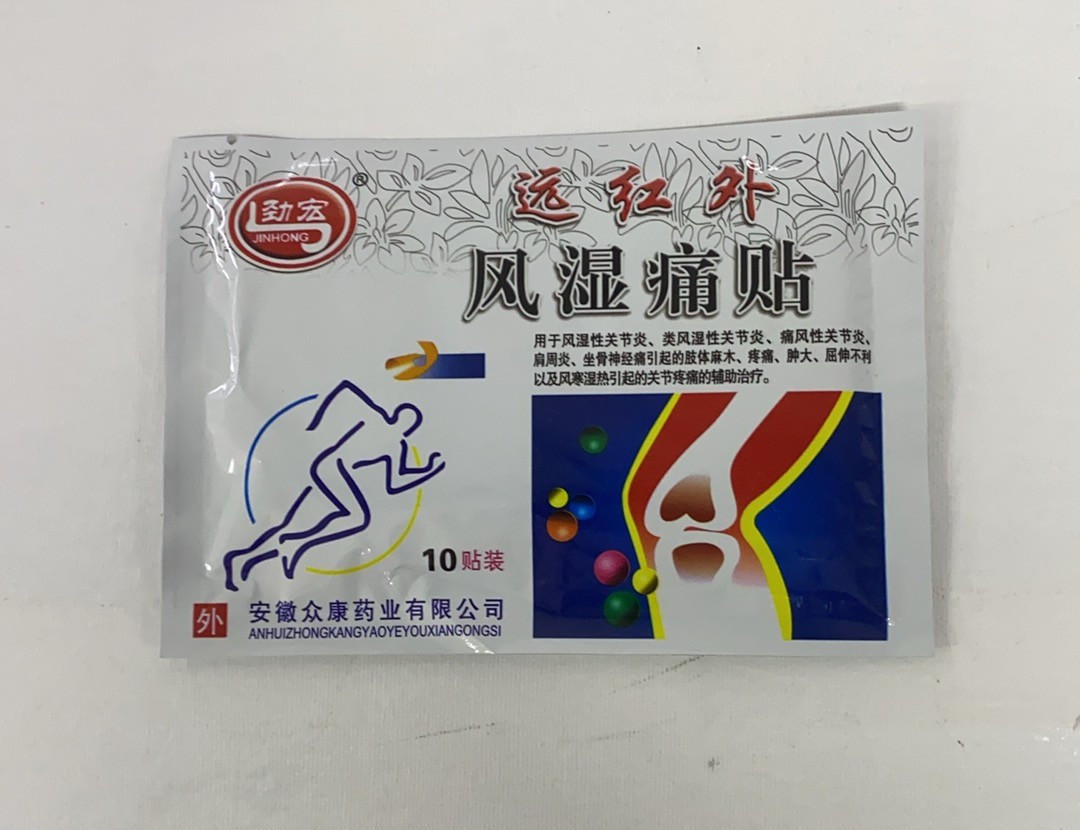 劲宏
JINHONG
®
远红外
风湿痛贴
用于风湿性关节炎、类风湿性关节炎、痛风性关节炎、
肩周炎、坐骨神经痛引起的肢体麻木、疼痛、肿大、屈伸不利
以及风寒湿热引起的关节疼痛的辅助治疗。
10贴装
外
安徽众康药业有限公司
ANHUIZHONGKANGYAOYEYOUXIANGONGSI